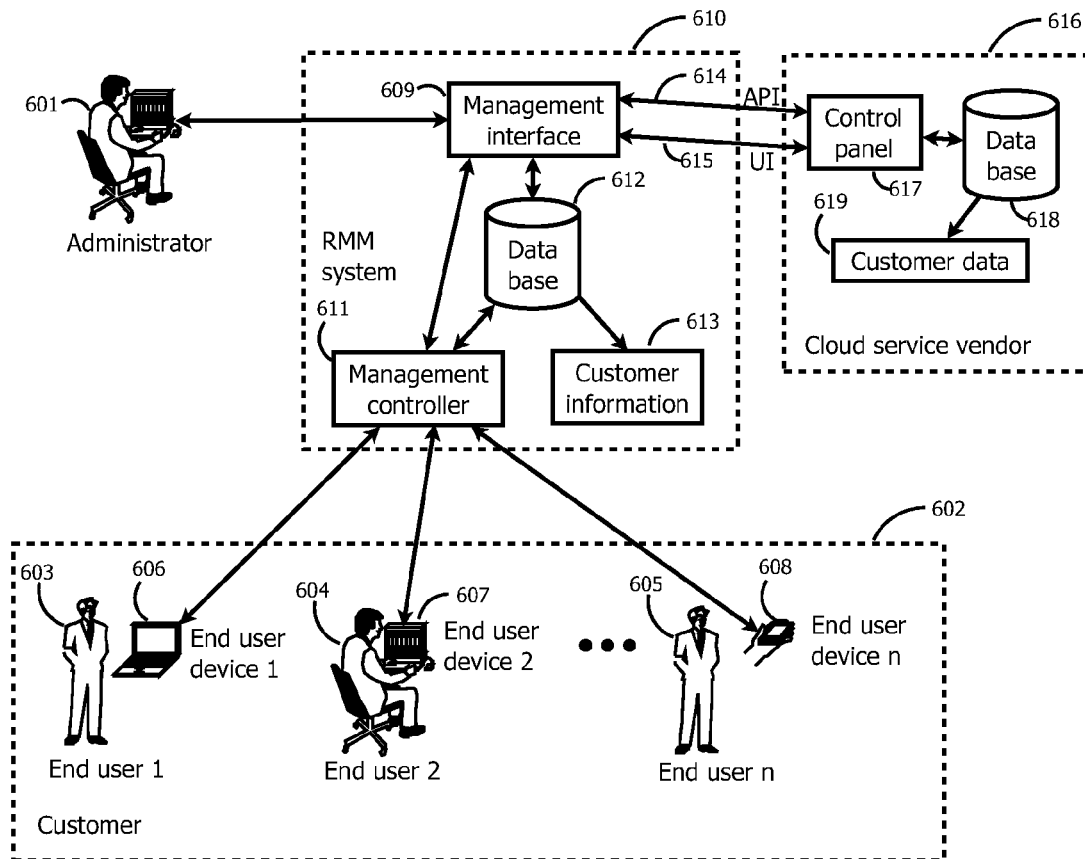 610
616
601
609
Management
interface
614
API
615
UI
Control
panel
617
Data
base
618
619
Customer data
Cloud service vendor
Administrator
612
Data
base
RMM
system
611
613
Management
controller
Customer
information
602
603
606
End user
device 1
604
607
End user
device 2
605
608
End user
device n
End user 1
End user 2
End user n
Customer